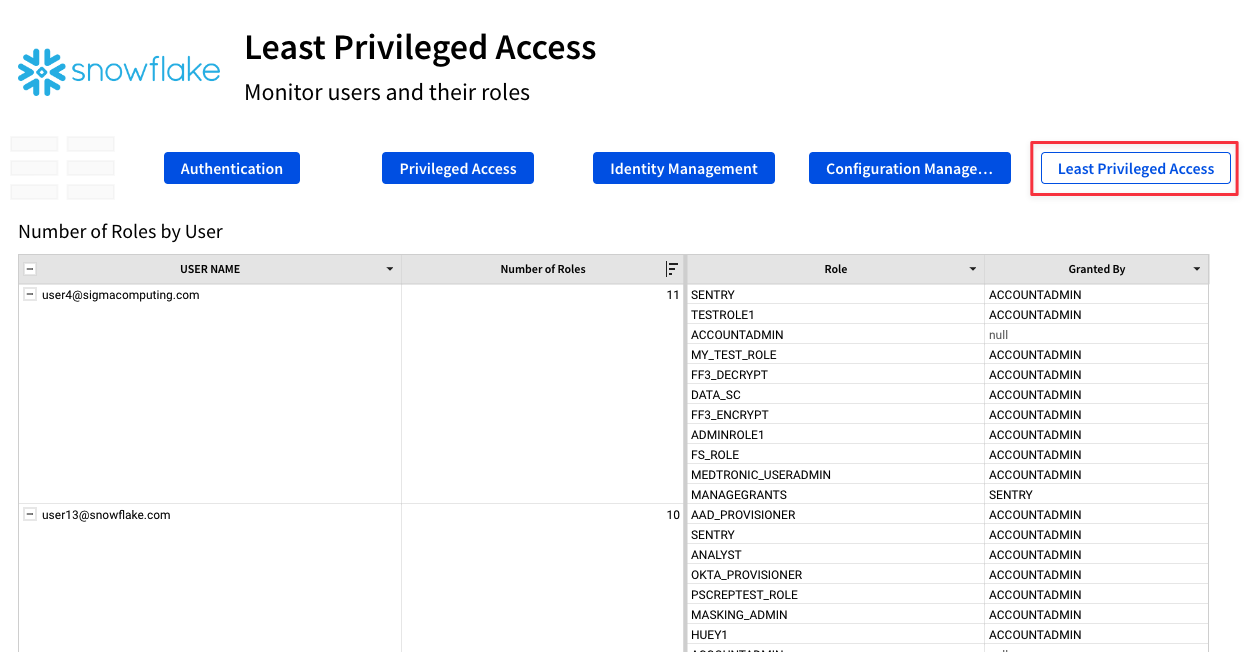 snowflake
Least Privileged Access
Monitor users and their roles
Authentication Privileged Access Identity Management Configuration Manage… Least Privileged Access
Number of Roles by User
USER NAME Number of Roles Role Granted By
user4@sigmacomputing.com 11 SENTRY ACCOUNTADMIN
TESTROLE1 ACCOUNTADMIN
ACCOUNTADMIN null
MY_TEST_ROLE ACCOUNTADMIN
FF3_DECRYPT ACCOUNTADMIN
DATA_SC ACCOUNTADMIN
FF3_ENCRYPT ACCOUNTADMIN
ADMINROLE1 ACCOUNTADMIN
FS_ROLE ACCOUNTADMIN
MEDTRONIC_USERADMIN ACCOUNTADMIN
MANAGEGRANTS SENTRY
user13@snowflake.com 10 AAD_PROVISIONER ACCOUNTADMIN
SENTRY ACCOUNTADMIN
ANALYST ACCOUNTADMIN
OKTA_PROVISIONER ACCOUNTADMIN
PSCREPTEST_ROLE ACCOUNTADMIN
MASKING_ADMIN ACCOUNTADMIN
HUEY1 ACCOUNTADMIN